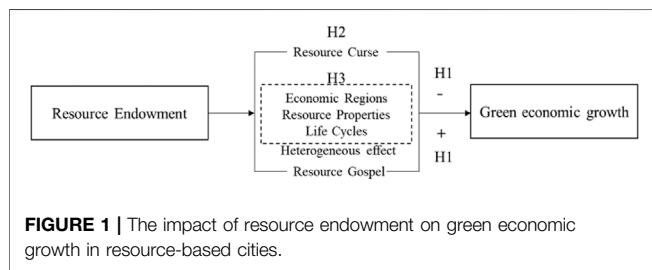 H2
Resource Curse
H3
H1
Economic Regions
-
Resource Endowment
Resource Properties
Green economic growth
Life Cycles
+
Heterogeneous effect
H1
Resource Gospel
FIGURE 1 | The impact of resource endowment on green economic
growth in resource-based cities.